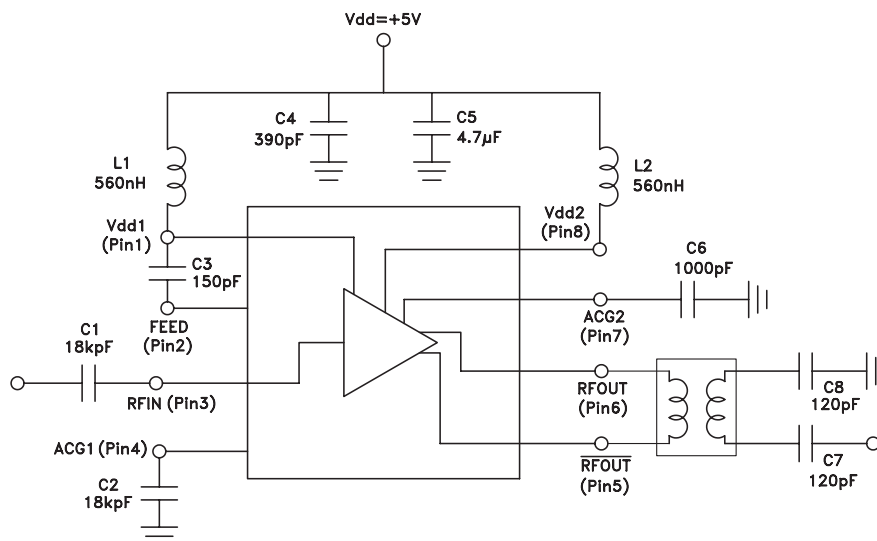 Vdd=+5V
C4
390pF
C5
4.7µF
L1
560nH
L2
560nH
Vdd1
(Pin1)
Vdd2
(Pin8)
C3
150pF
C6
1000pF
FEED
(Pin2)
ACG2
(Pin7)
C1
18kpF
RFIN (Pin3)
RFOUT
(Pin6)
C8
120pF
ACG1 (Pin4)
RFOUT
(Pin5)
C7
120pF
C2
18kpF